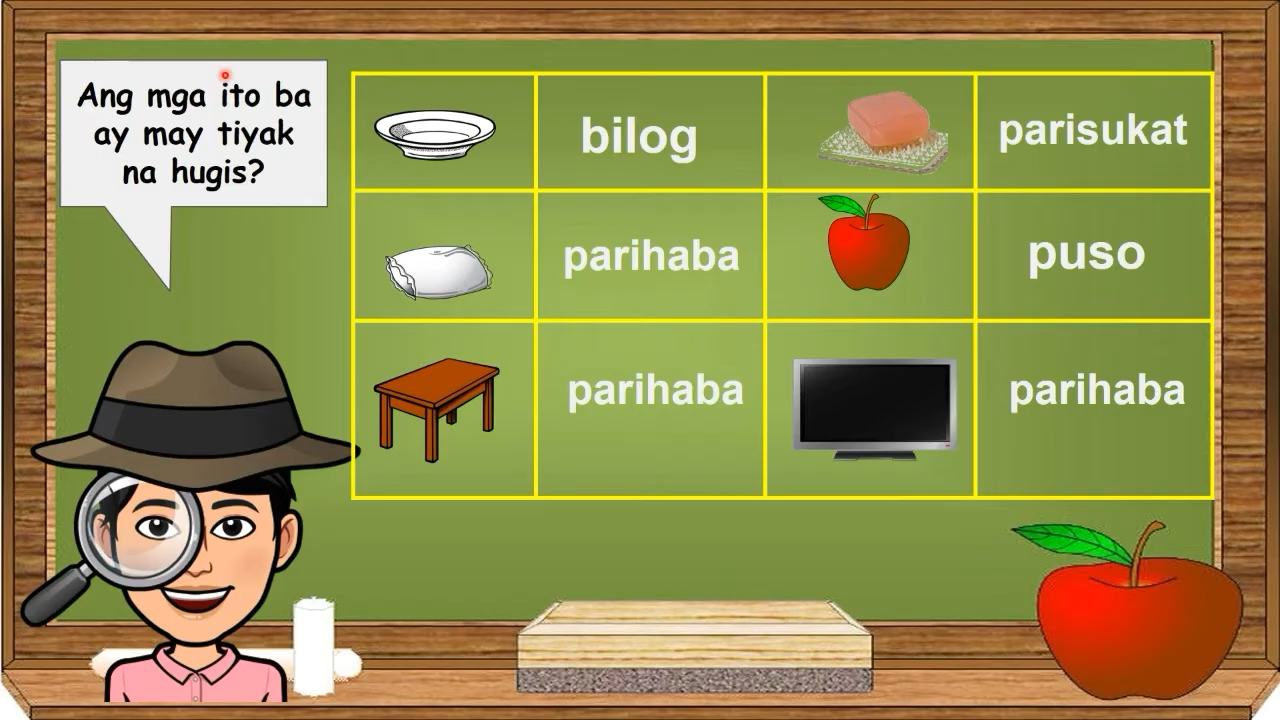 Ang mga ito ba
ay may tiyak
na hugis?
bilog
parisukat
parihaba
puso
parihaba
parihaba